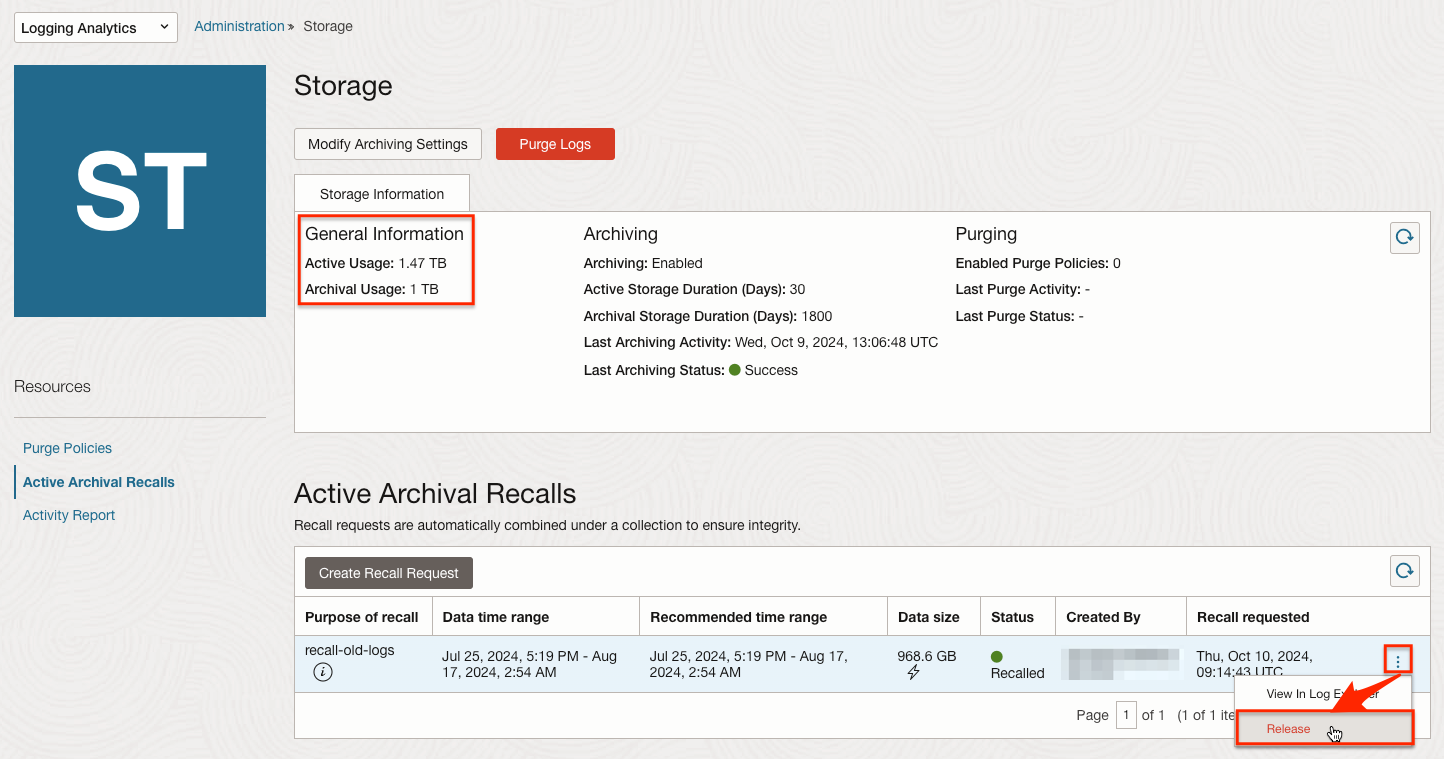 Logging Analytics
Administration » Storage
ST
Storage
Modify Archiving Settings
Purge Logs
Storage Information
General Information
Active Usage: 1.47 TB
Archival Usage: 1 TB
Archiving
Archiving: Enabled
Active Storage Duration (Days): 30
Archival Storage Duration (Days): 1800
Last Archiving Activity: Wed, Oct 9, 2024, 13:06:48 UTC
Last Archiving Status: Success
Purging
Enabled Purge Policies: 0
Last Purge Activity: -
Last Purge Status: -
Resources
Purge Policies
Active Archival Recalls
Activity Report
Active Archival Recalls
Recall requests are automatically combined under a collection to ensure integrity.
Create Recall Request
Purpose of recall Data time range Recommended time range Data size Status Created By Recall requested
recall-old-logs
i
Jul 25, 2024, 5:19 PM - Aug
17, 2024, 2:54 AM
Jul 25, 2024, 5:19 PM - Aug 17,
2024, 2:54 AM
968.6 GB
Recalled
Thu, Oct 10, 2024,
09:14:43 UTC
View In Log
Release
Page 1 of 1 (1 of 1